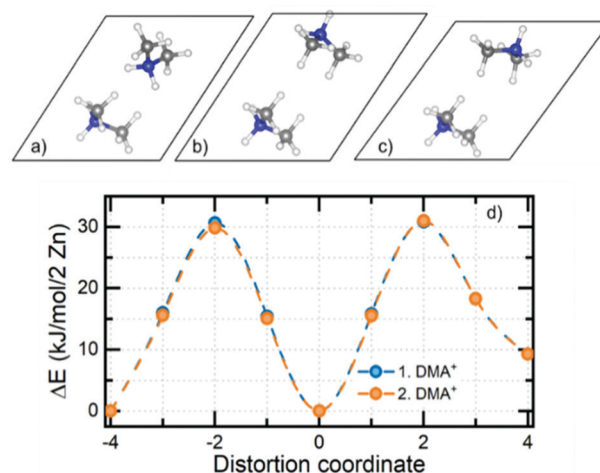 a)
b)
c)
d)
ΔE (kJ/mol/2 Zn)
30
20
10
0
1. DMA⁺
2. DMA⁺
-4
-2
0
2
4
Distortion coordinate